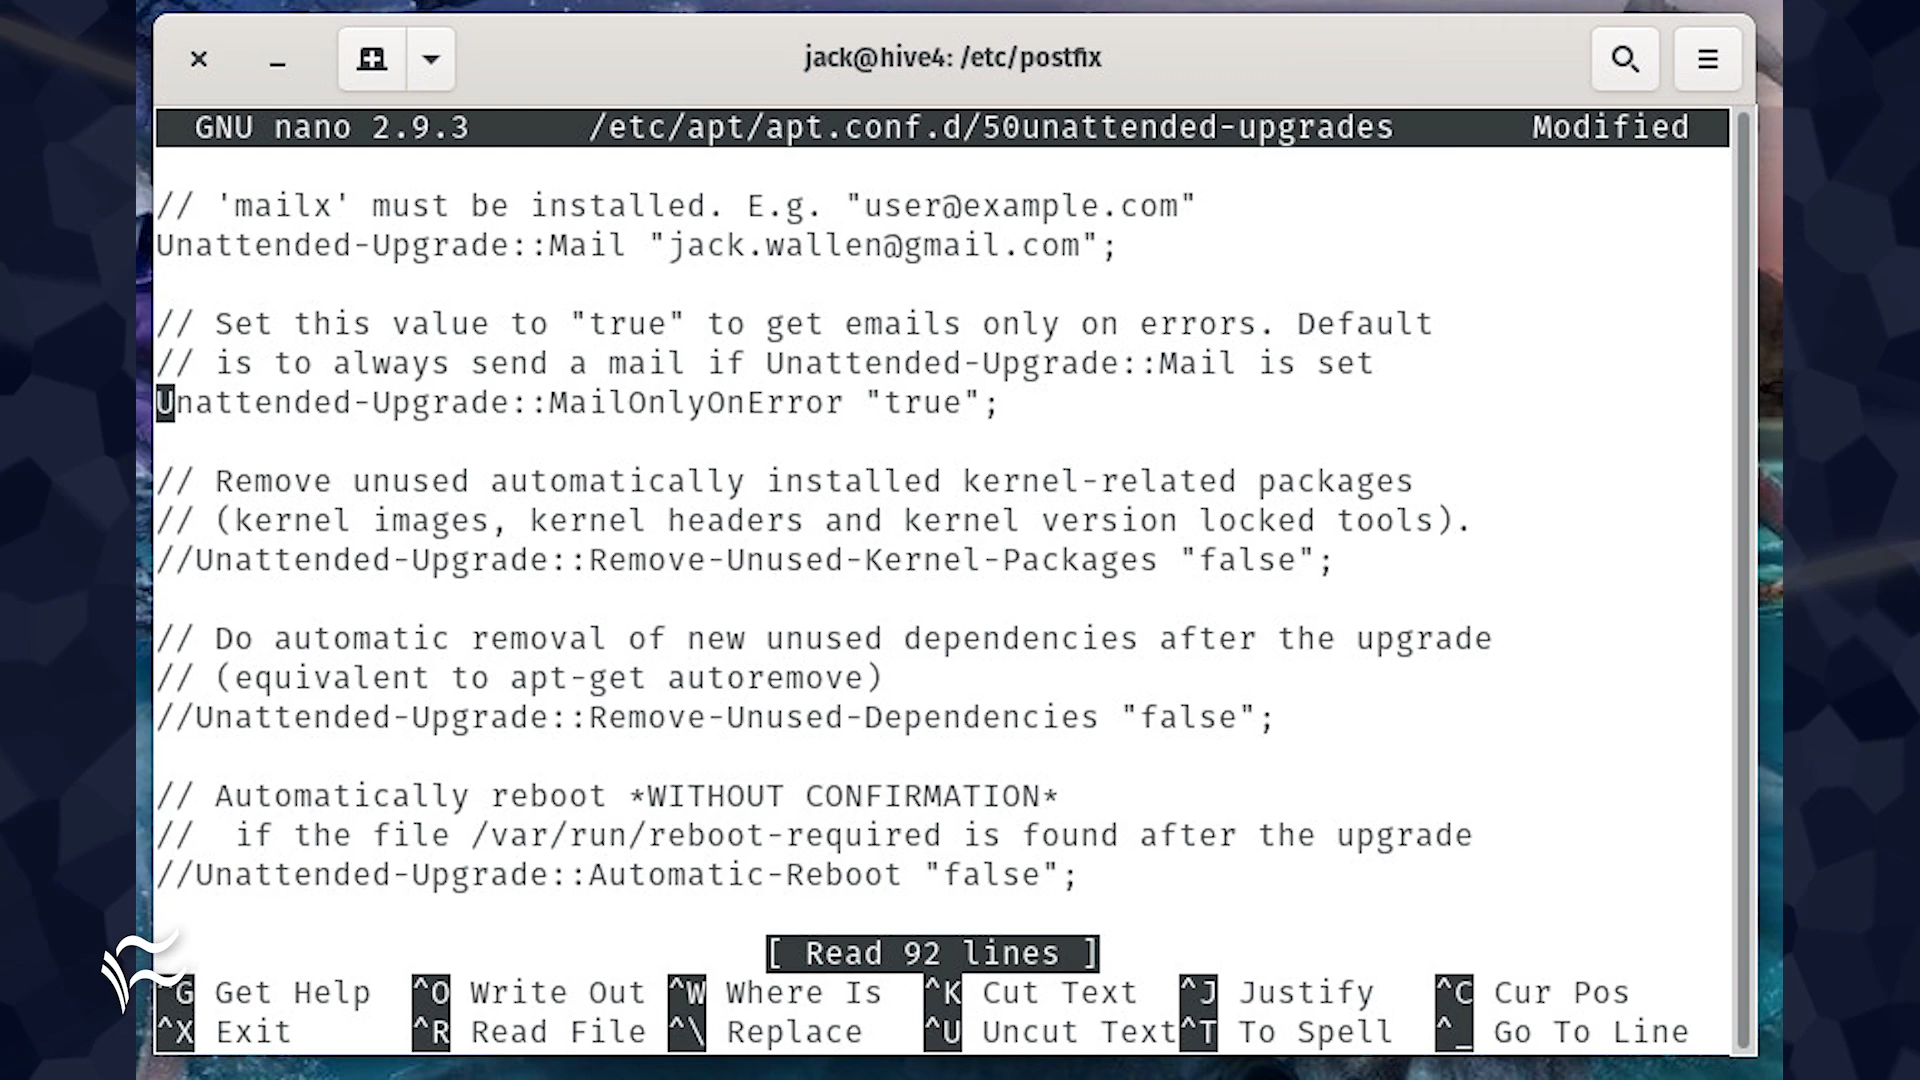 jack@hive4: /etc/postfix
GNU nano 2.9.3 /etc/apt/apt.conf.d/50unattended-upgrades Modified
// 'mailx' must be installed. E.g. "user@example.com"
Unattended-Upgrade::Mail "jack.wallen@gmail.com";
// Set this value to "true" to get emails only on errors. Default
// is to always send a mail if Unattended-Upgrade::Mail is set
Unattended-Upgrade::MailOnlyOnError "true";
// Remove unused automatically installed kernel-related packages
// (kernel images, kernel headers and kernel version locked tools).
//Unattended-Upgrade::Remove-Unused-Kernel-Packages "false";
// Do automatic removal of new unused dependencies after the upgrade
// (equivalent to apt-get autoremove)
//Unattended-Upgrade::Remove-Unused-Dependencies "false";
// Automatically reboot *WITHOUT CONFIRMATION*
//  if the file /var/run/reboot-required is found after the upgrade
//Unattended-Upgrade::Automatic-Reboot "false";
[ Read 92 lines ]
^G Get Help ^O Write Out ^W Where Is ^K Cut Text ^J Justify ^C Cur Pos
^X Exit ^R Read File ^\ Replace ^U Uncut Text ^T To Spell ^_ Go To Line